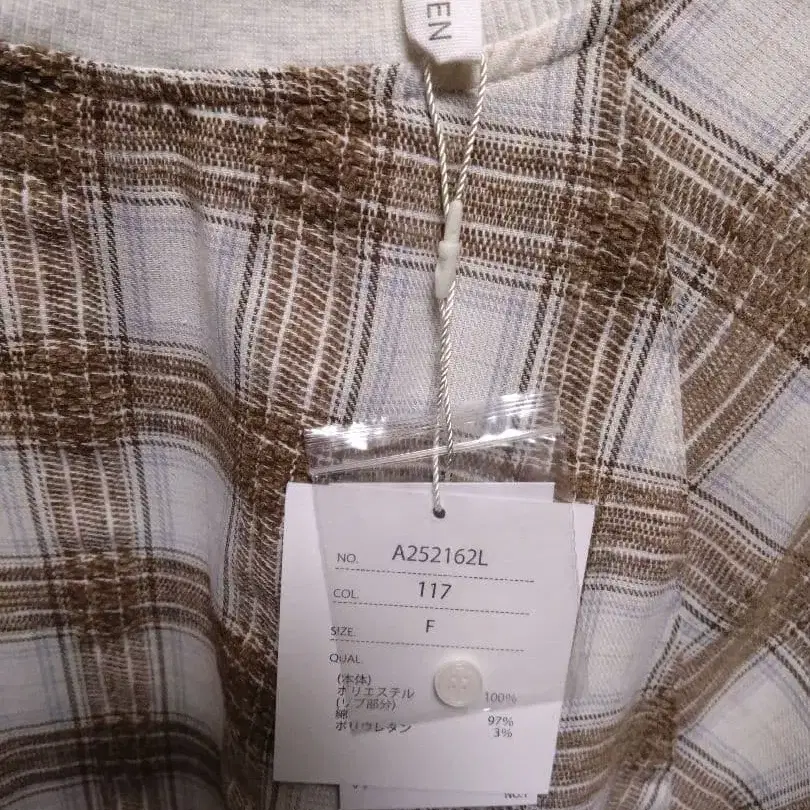 EN
NO. A252162L
COL. 117
SIZE. F
QUAL.
(本体)
ポリエステル 100%
(リブ部分)
綿 97%
ポリウレタン 3%
NO.